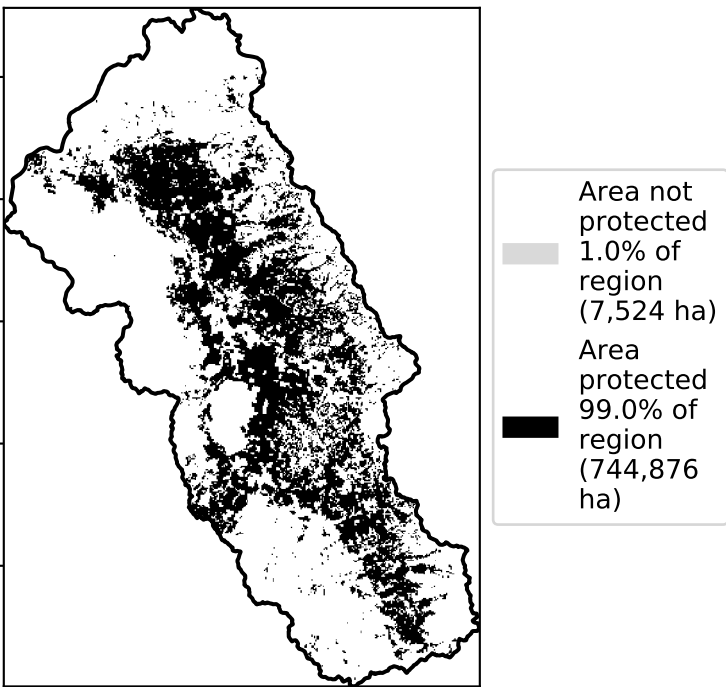 Area not
protected
1.0% of
region
(7,524 ha)
Area
protected
99.0% of
region
(744,876
ha)